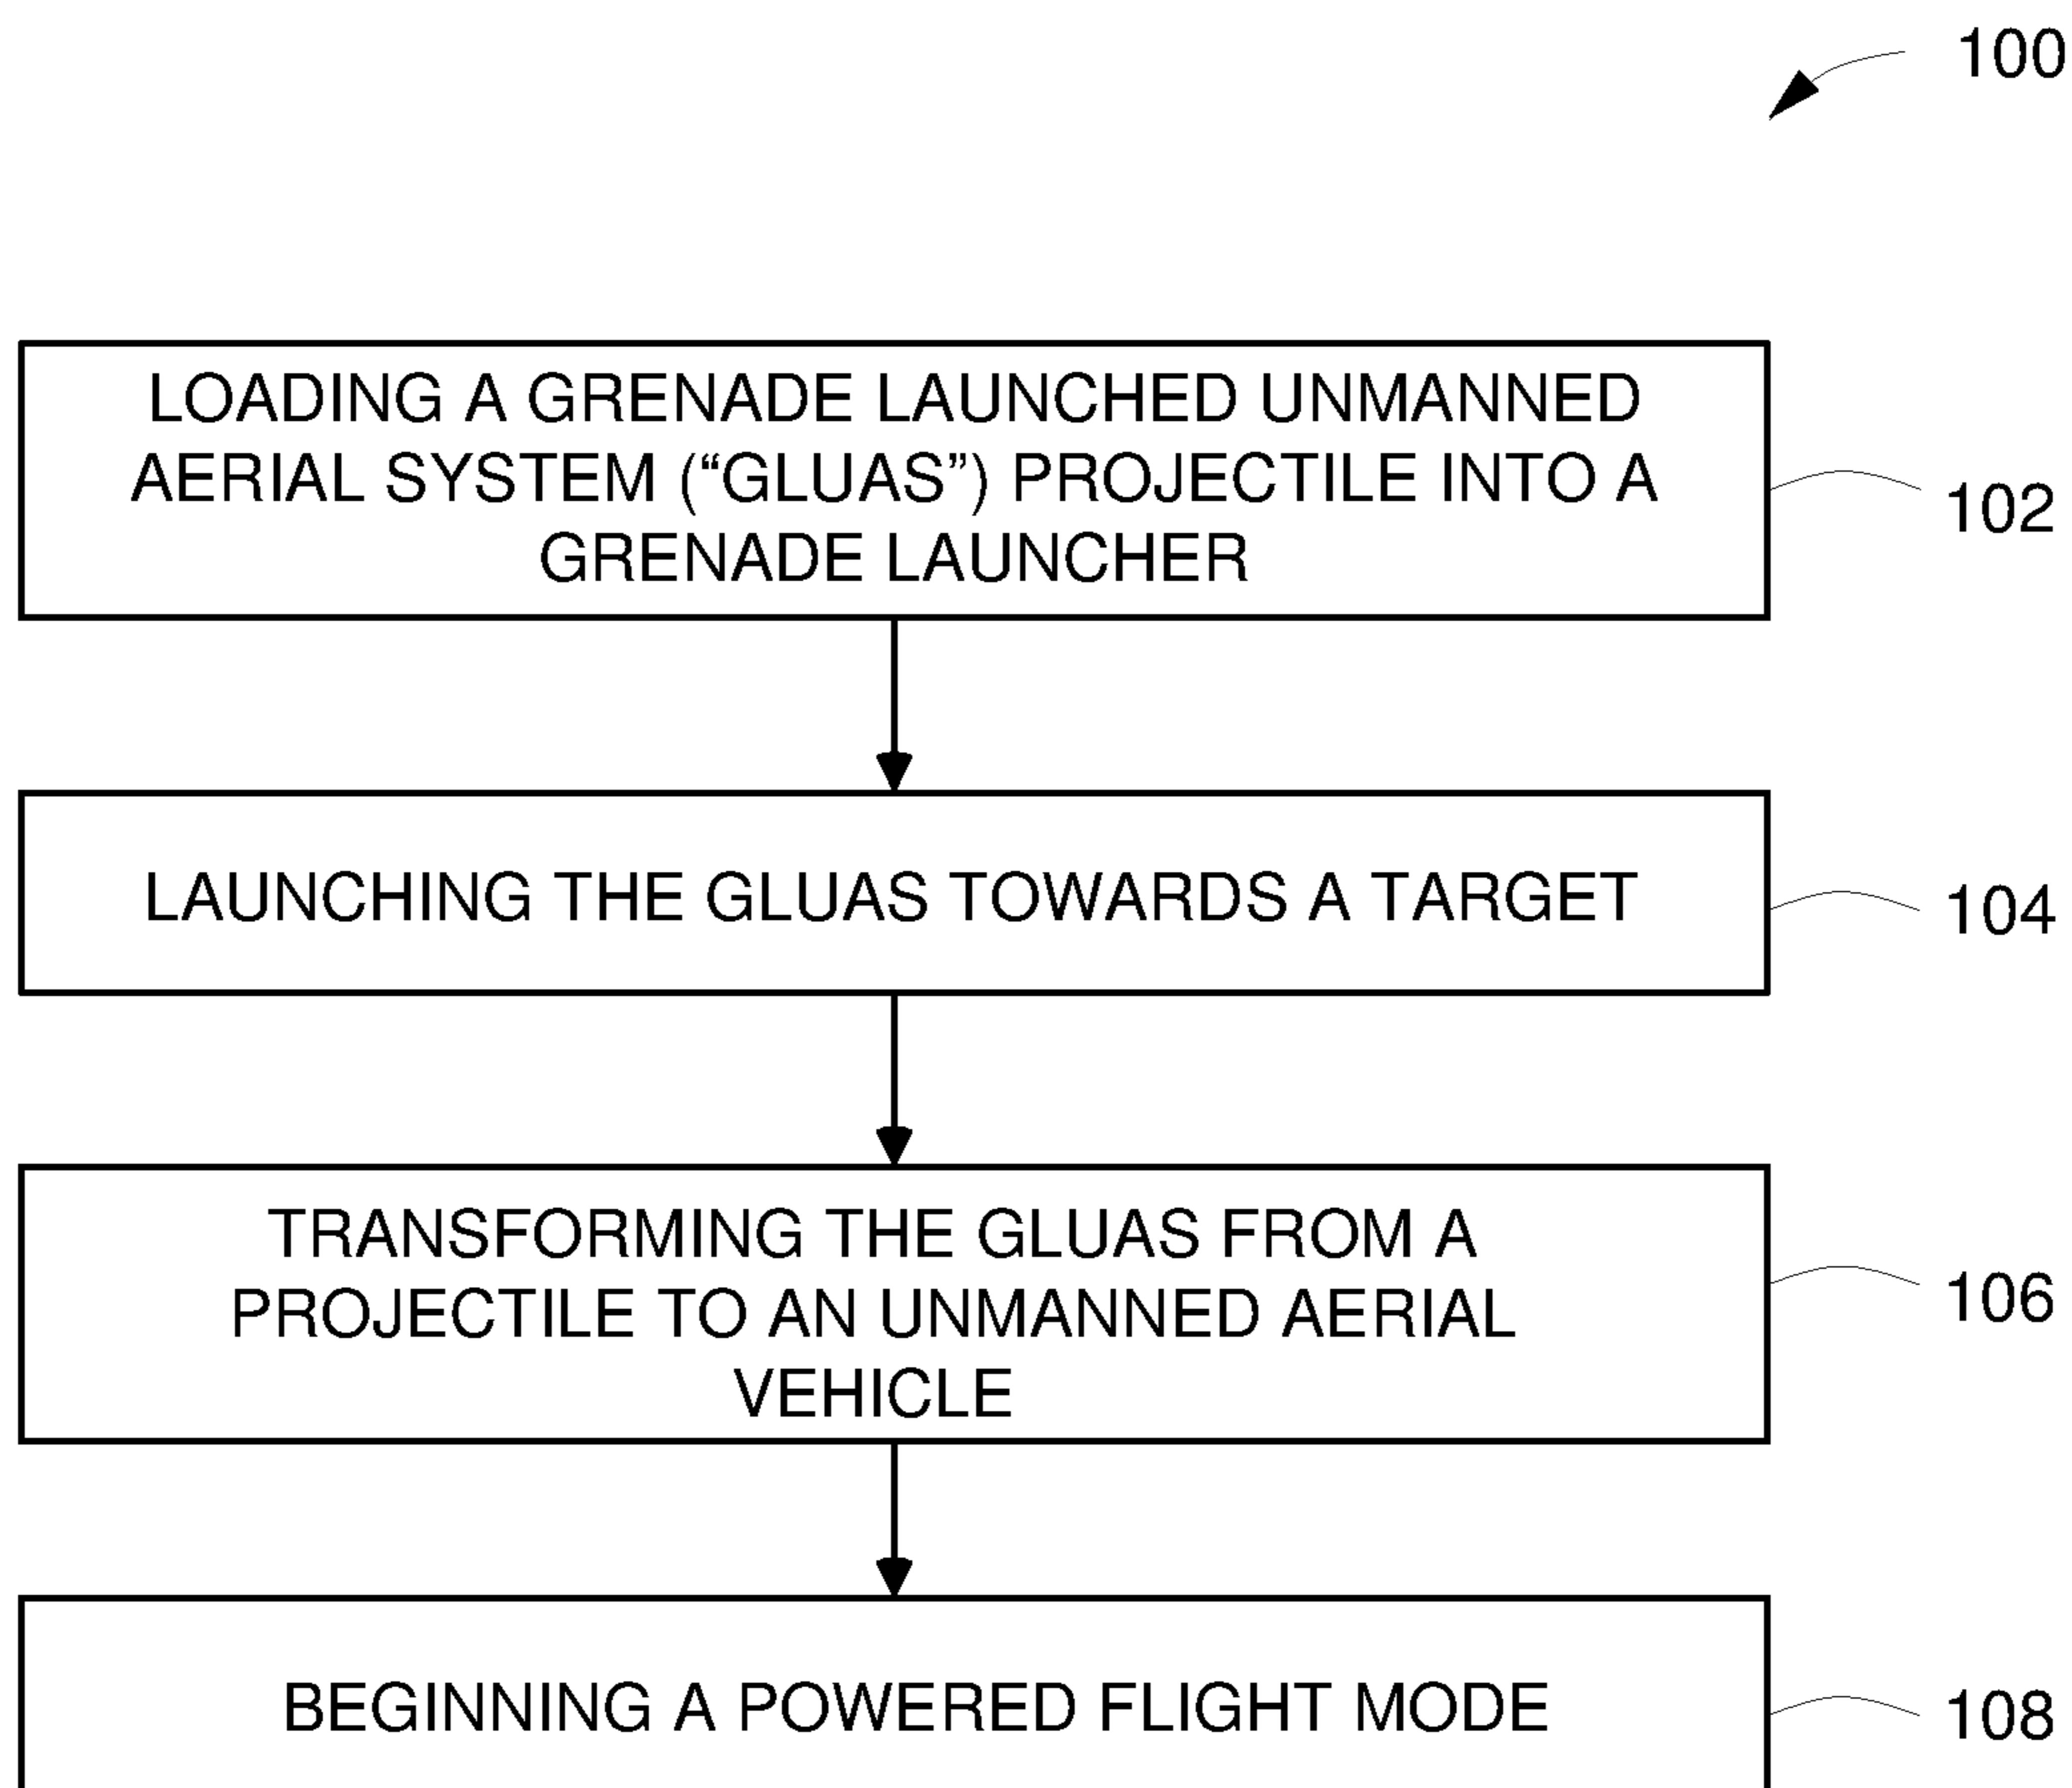 100
LOADING A GRENADE LAUNCHED UNMANNED
AERIAL SYSTEM (“GLUAS”) PROJECTILE INTO A
GRENADE LAUNCHER
102
LAUNCHING THE GLUAS TOWARDS A TARGET
104
TRANSFORMING THE GLUAS FROM A
PROJECTILE TO AN UNMANNED AERIAL
VEHICLE
106
BEGINNING A POWERED FLIGHT MODE
108